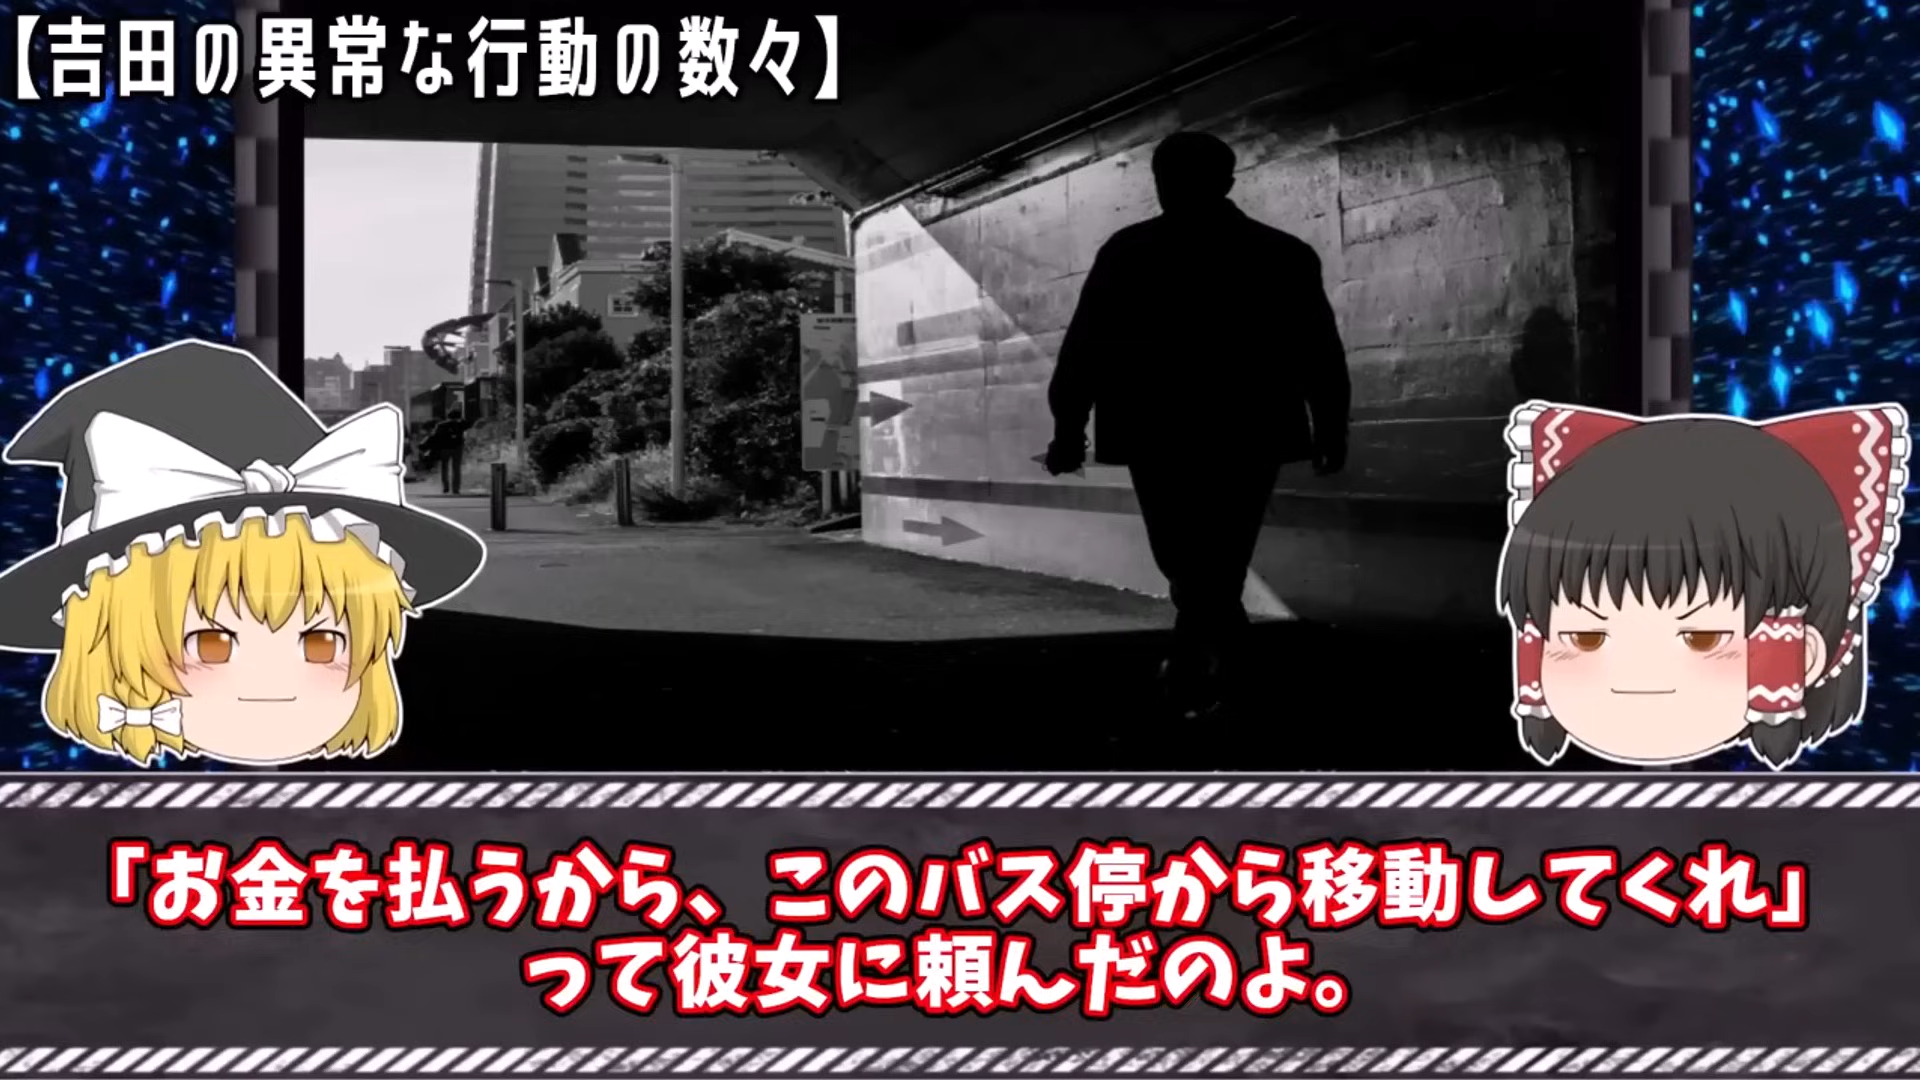 【吉田の異常な行動の数々】
「お金を払うから、このバス停から移動してくれ」
って彼女に頼んだのよ。